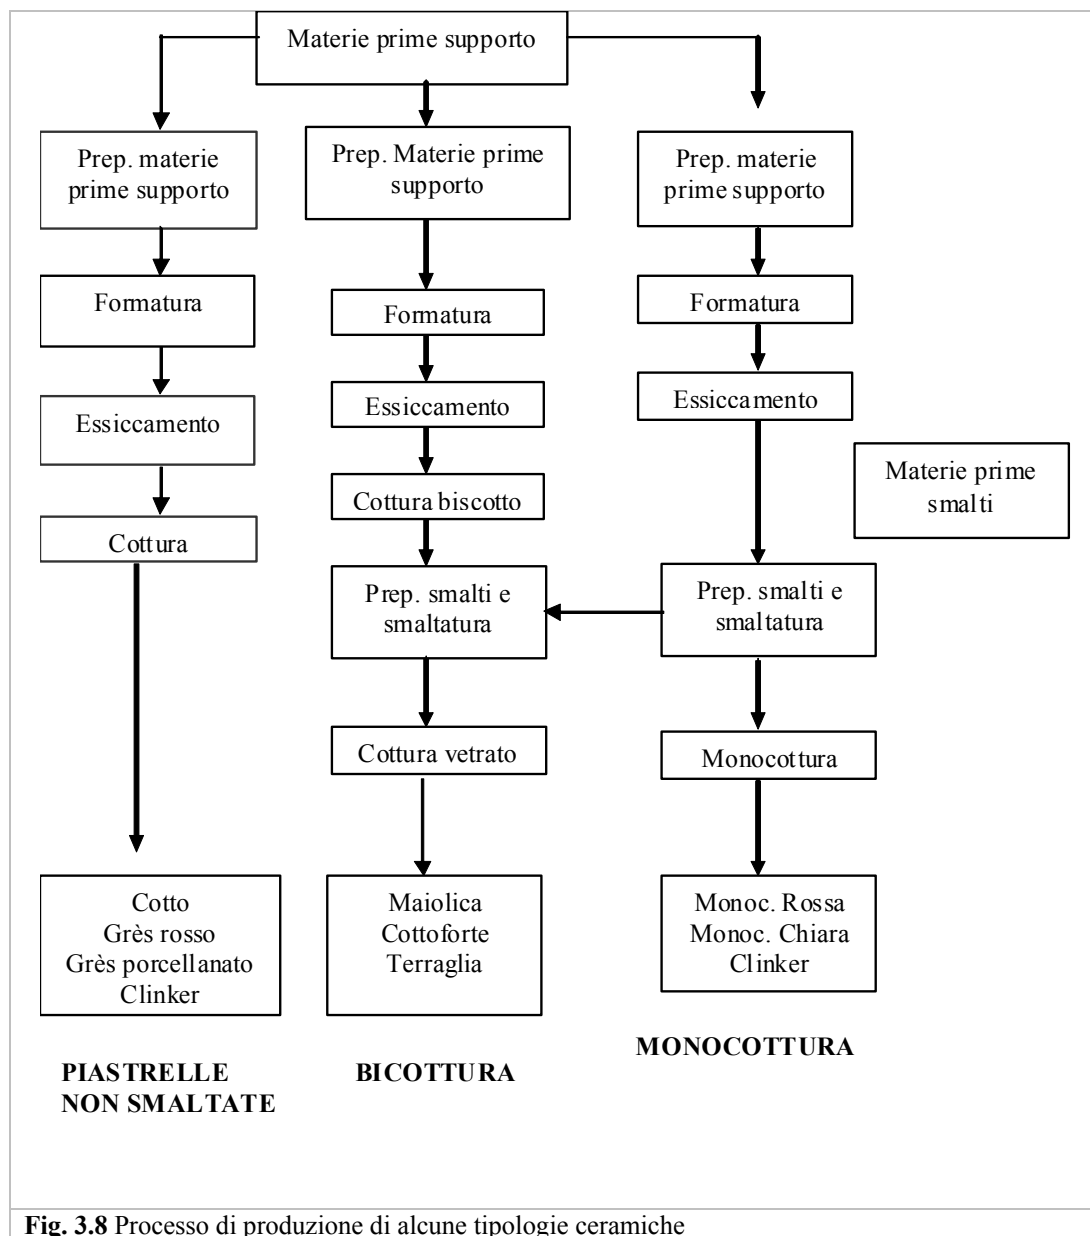 Materie prime supporto
Prep. materie
prime supporto
Prep. Materie prime
supporto
Prep. materie
prime supporto
Formatura
Formatura
Formatura
Essiccamento
Essiccamento
Essiccamento
Cottura biscotto
Materie prime
smalti
Cottura
Prep. smalti e
smaltatura
Prep. smalti e
smaltatura
Cottura vetrato
Monocottura
Cotto
Grès rosso
Grès porcellanato
Clinker
Maiolica
Cottoforte
Terraglia
Monoc. Rossa
Monoc. Chiara
Clinker
PIASTRELLE
NON SMALTATE
BICOTTURA
MONOCOTTURA
Fig. 3.8 Processo di produzione di alcune tipologie ceramiche